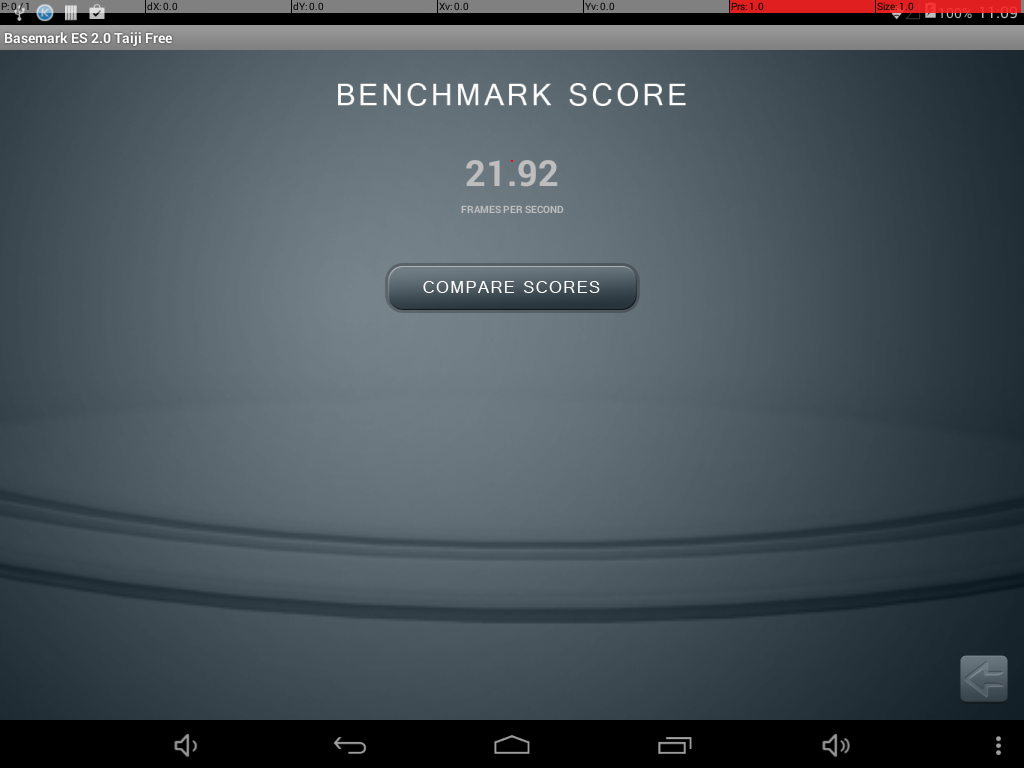 P: 0 / 1 dX: 0.0 dY: 0.0 Xv: 0.0 Yv: 0.0 Prs: 1.0 Size: 1.0
100% 11:09
Basemark ES 2.0 Taiji Free
BENCHMARK SCORE
21.92
FRAMES PER SECOND
COMPARE SCORES